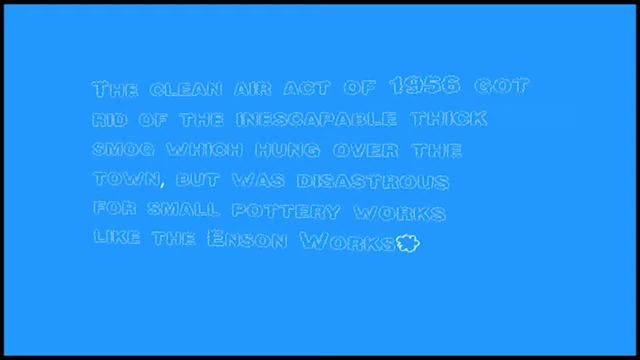 The clean air act of 1956 got
rid of the inescapable thick
smog which hung over the
town, but was disastrous
for small pottery works
like the Enson Works